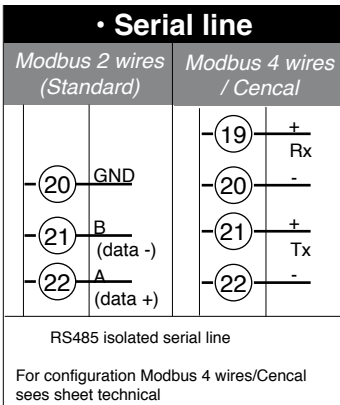 • Serial line
Modbus 2 wires
(Standard)
Modbus 4 wires
/ Cencal
20 GND
21 B
(data -)
22 A
(data +)
19 +
Rx
20 -
21 +
Tx
22 -
RS485 isolated serial line
For configuration Modbus 4 wires/Cencal
sees sheet technical